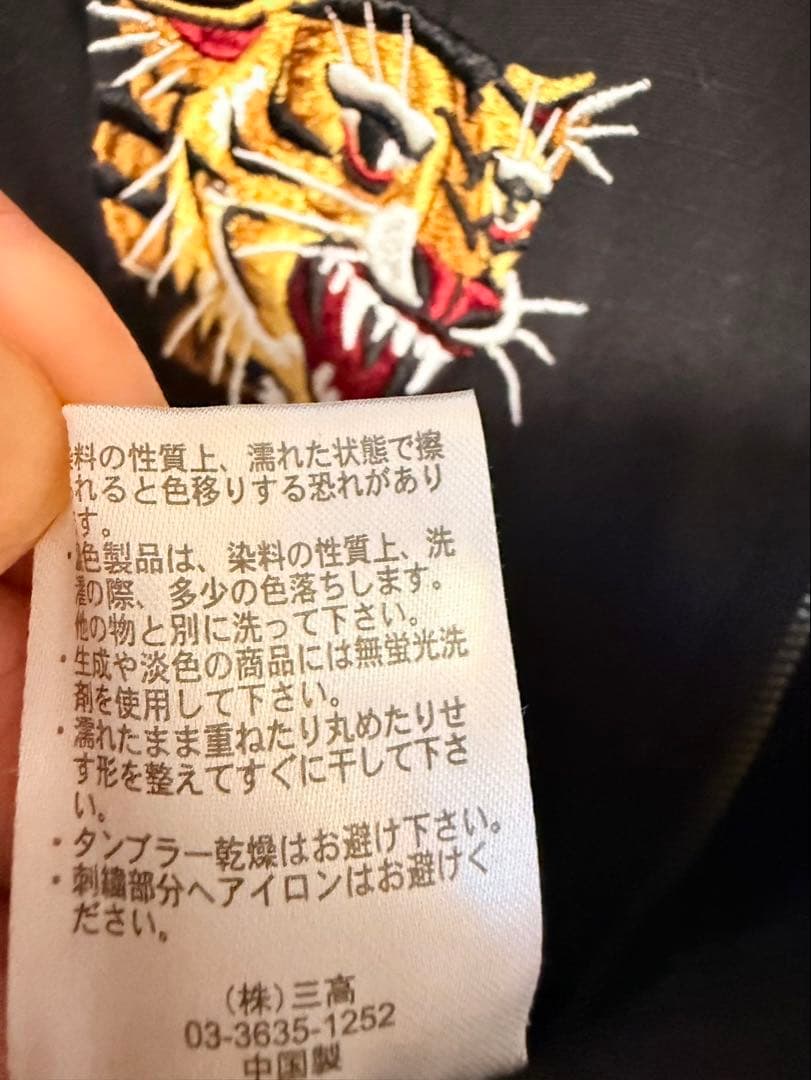 料の性質上、濡れた状態で擦
れると色移りする恐れがあり
す。
色製品は、染料の性質上、洗
濯の際、多少の色落ちします。
他の物と別に洗って下さい。
・生成や淡色の商品には無蛍光洗
剤を使用して下さい。
・濡れたまま重ねたり丸めたりせ
ず形を整えてすぐに干して下さ
い。
・タンブラー乾燥はお避け下さい。
・刺繍部分へアイロンはお避けく
ださい。
(株)三高
03-3635-1252
中国製